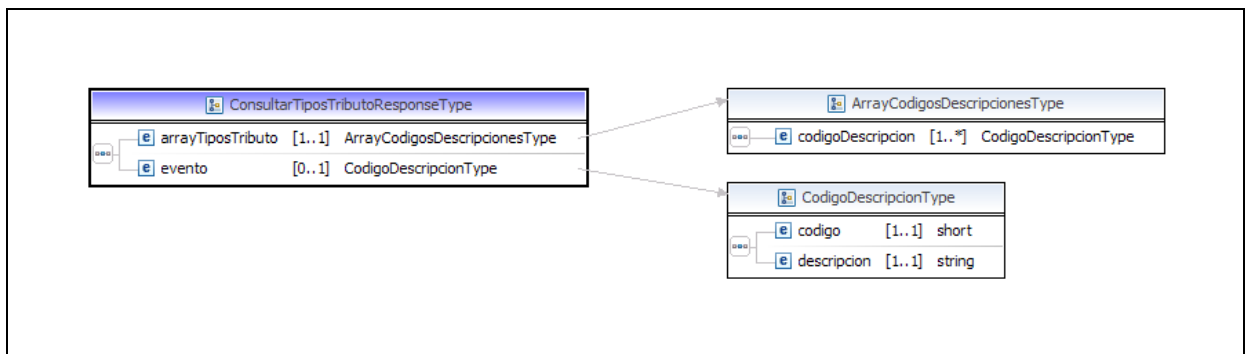 ConsultarTiposTributoResponseType
e arrayTiposTributo [1..1] ArrayCodigosDescripcionesType
e evento [0..1] CodigoDescripcionType
ArrayCodigosDescripcionesType
e codigoDescripcion [1..*] CodigoDescripcionType
CodigoDescripcionType
e codigo [1..1] short
e descripcion [1..1] string